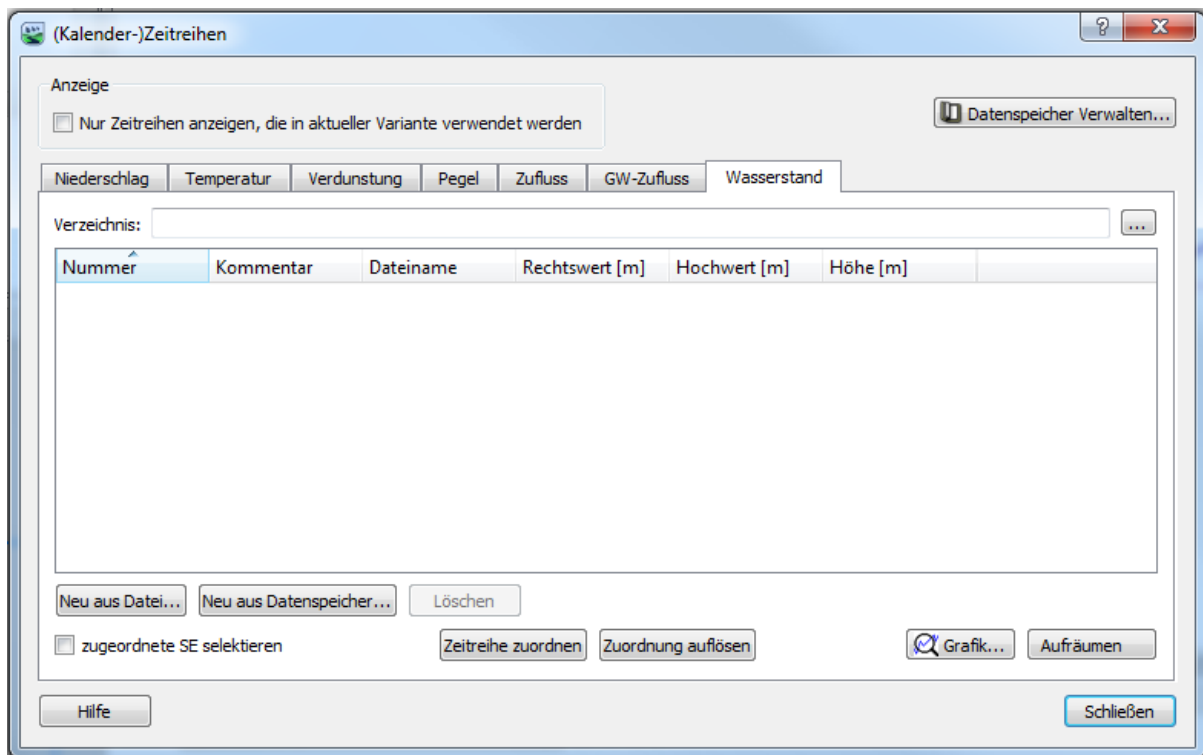 (Kalender-)Zeitreihen
Anzeige
Nur Zeitreihen anzeigen, die in aktueller Variante verwendet werden
Datenspeicher Verwalten...
Niederschlag Temperatur Verdunstung Pegel Zufluss GW-Zufluss Wasserstand
Verzeichnis: ...
Nummer Kommentar Dateiname Rechtswert [m] Hochwert [m] Höhe [m]
Neu aus Datei... Neu aus Datenspeicher... Löschen
zugeordnete SE selektieren Zeitreihe zuordnen Zuordnung auflösen Grafik... Aufräumen
Hilfe Schließen